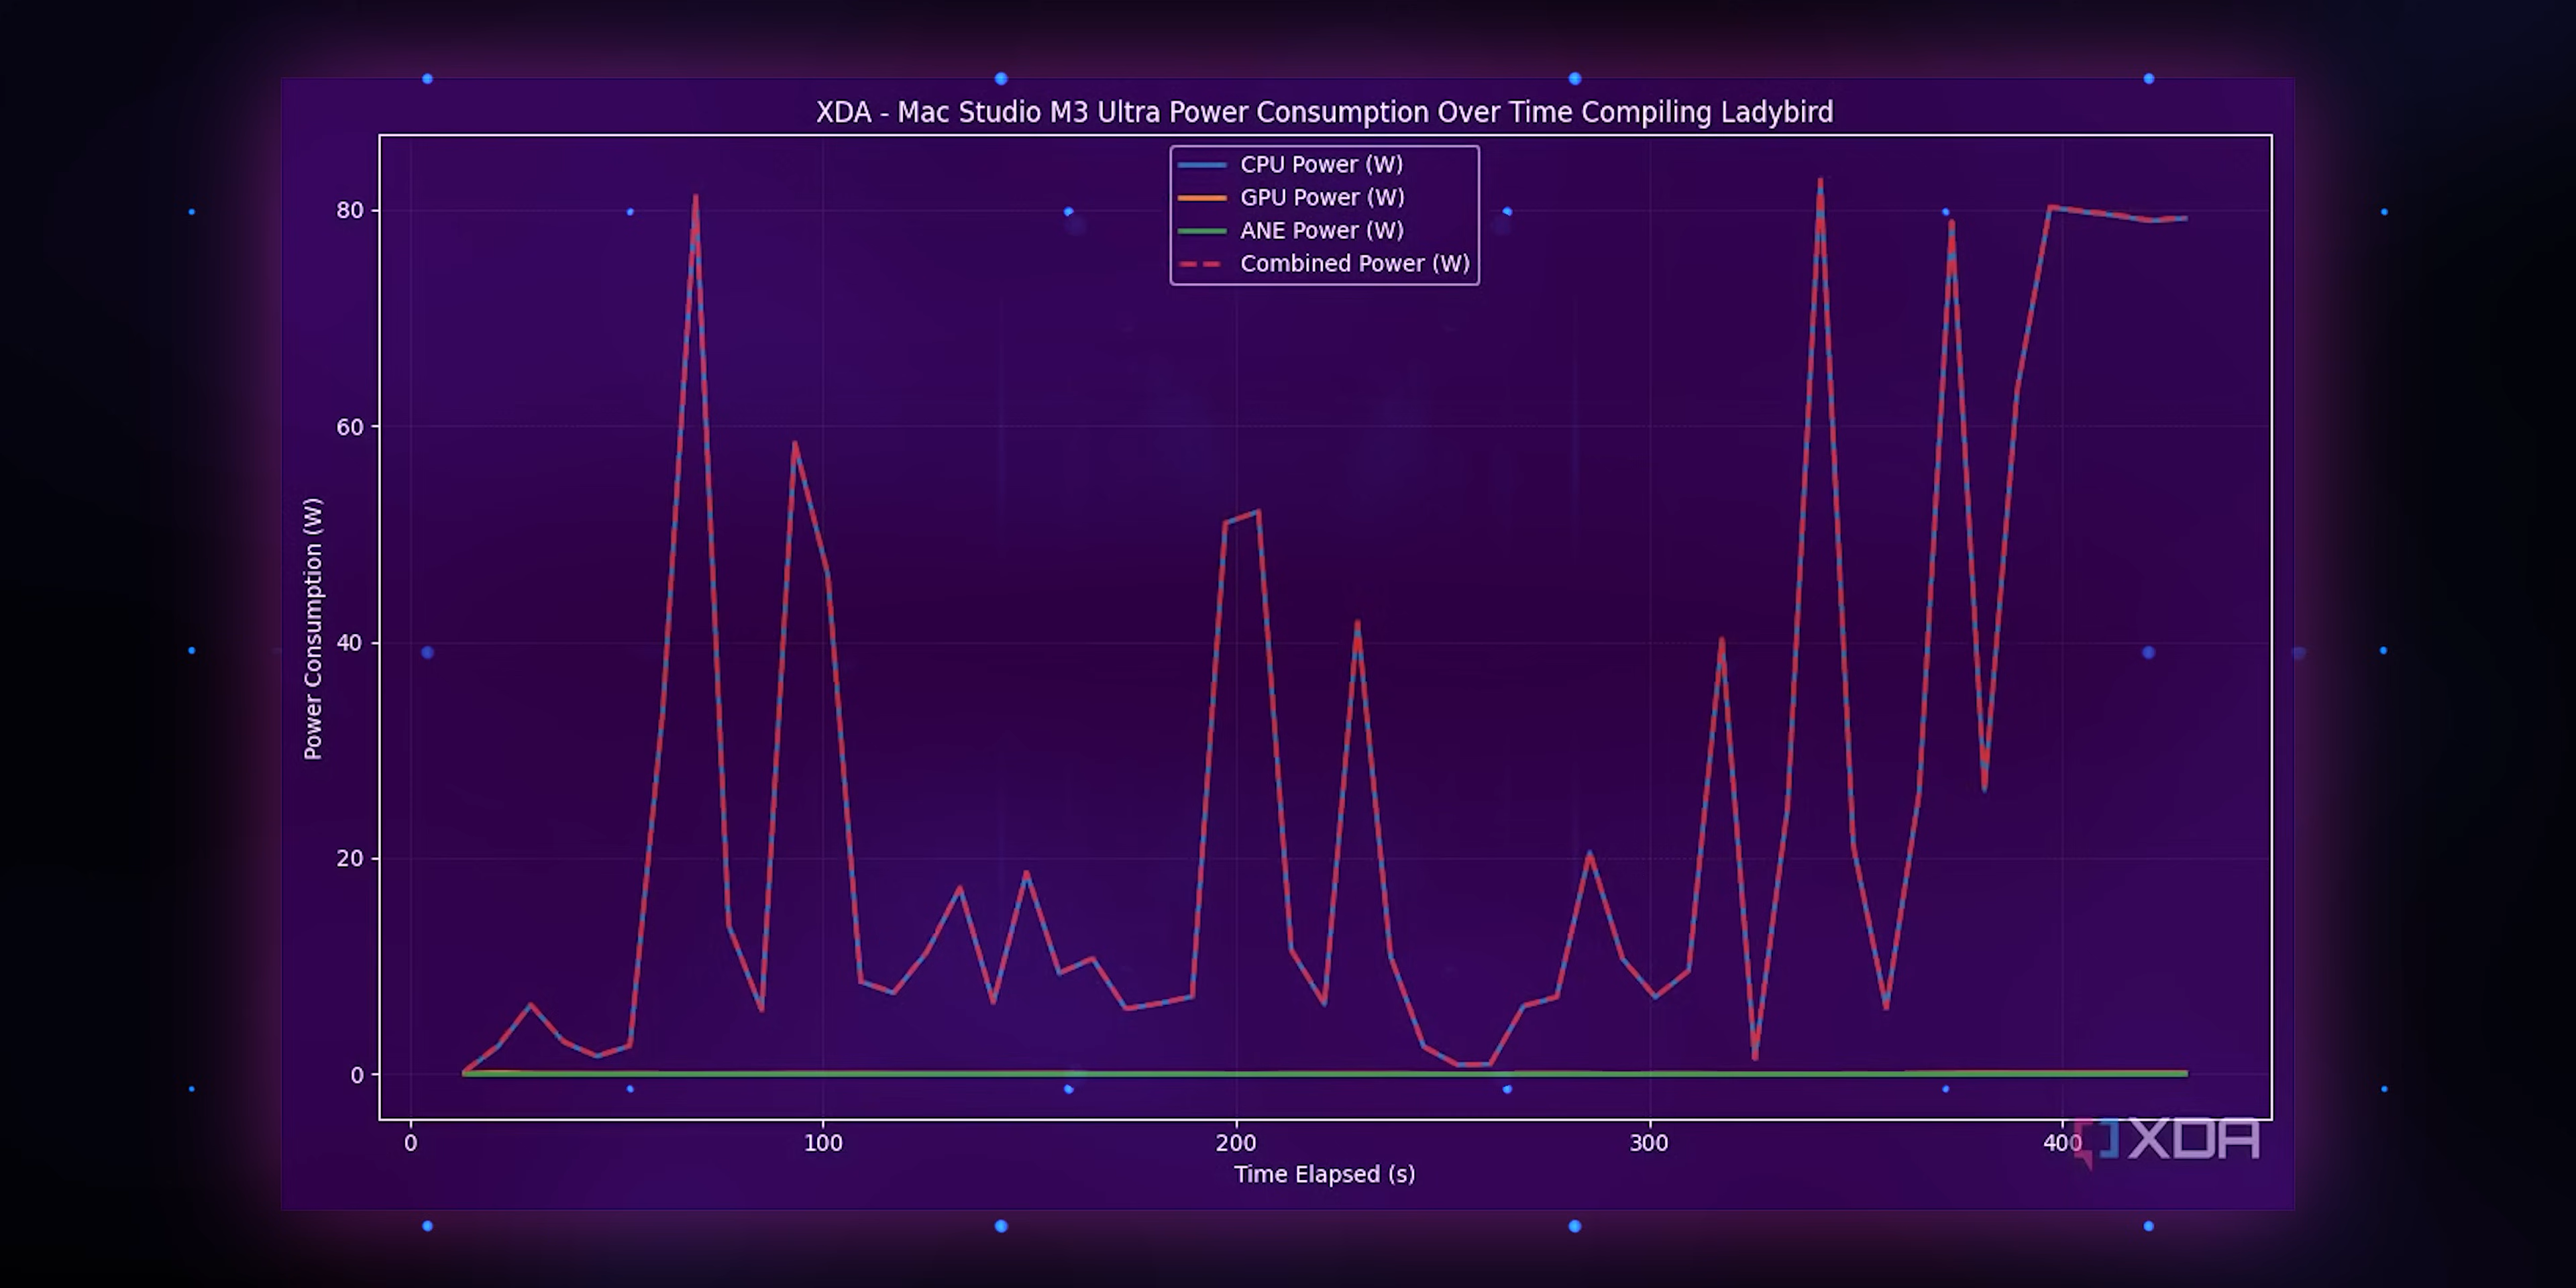 XDA - Mac Studio M3 Ultra Power Consumption Over Time Compiling Ladybird
CPU Power (W)
GPU Power (W)
ANE Power (W)
Combined Power (W)
80
60
40
20
0
Power Consumption (W)
0 100 200 300 400
Time Elapsed (s)
XDA